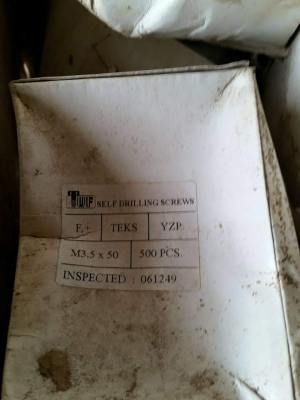 SELF DRILLING SCREWS
F.+ TEKS YZP
M3.5 x 50 500 PCS.
INSPECTED : 061249